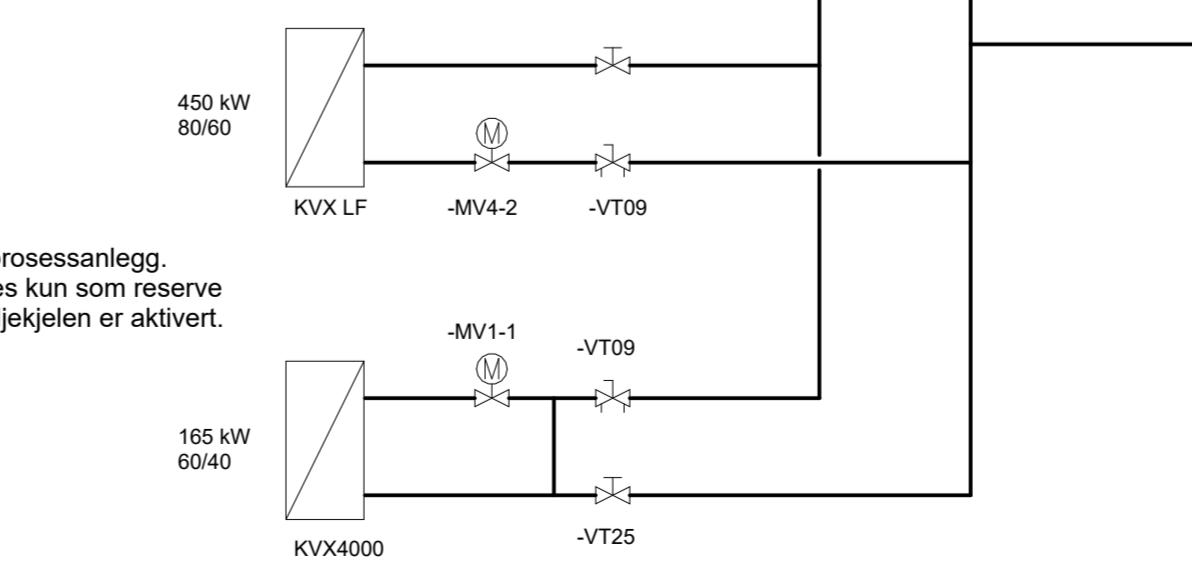 450 kW
80/60
M
KVX LF
-MV4-2
-VT09
prosessanlegg.
es kun som reserve
jekjelen er aktivert.
-MV1-1
-VT09
M
165 kW
60/40
-VT25
KVX4000